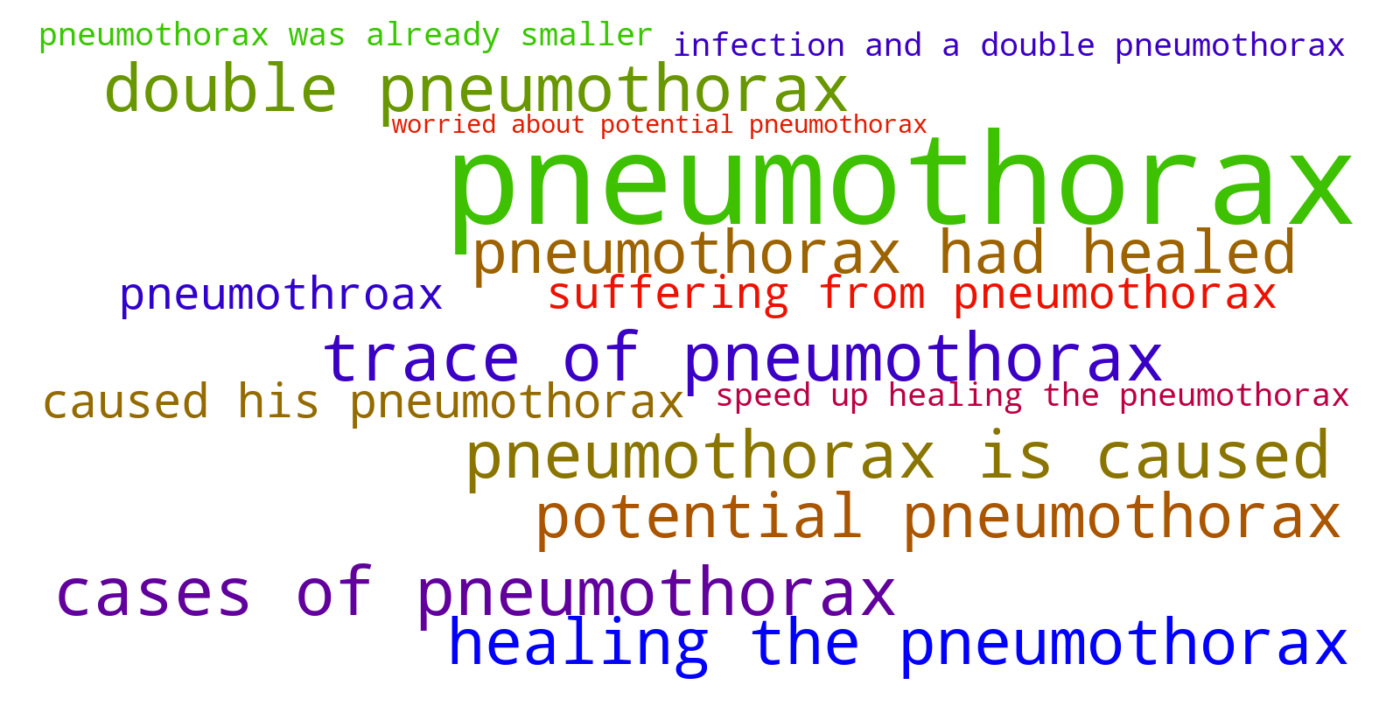 pneumothorax was already smaller
infection and a double pneumothorax
double pneumothorax
worried about potential pneumothorax
pneumothorax
pneumothorax had healed
pneumothroax
suffering from pneumothorax
trace of pneumothorax
caused his pneumothorax
speed up healing the pneumothorax
pneumothorax is caused
potential pneumothorax
cases of pneumothorax
healing the pneumothorax